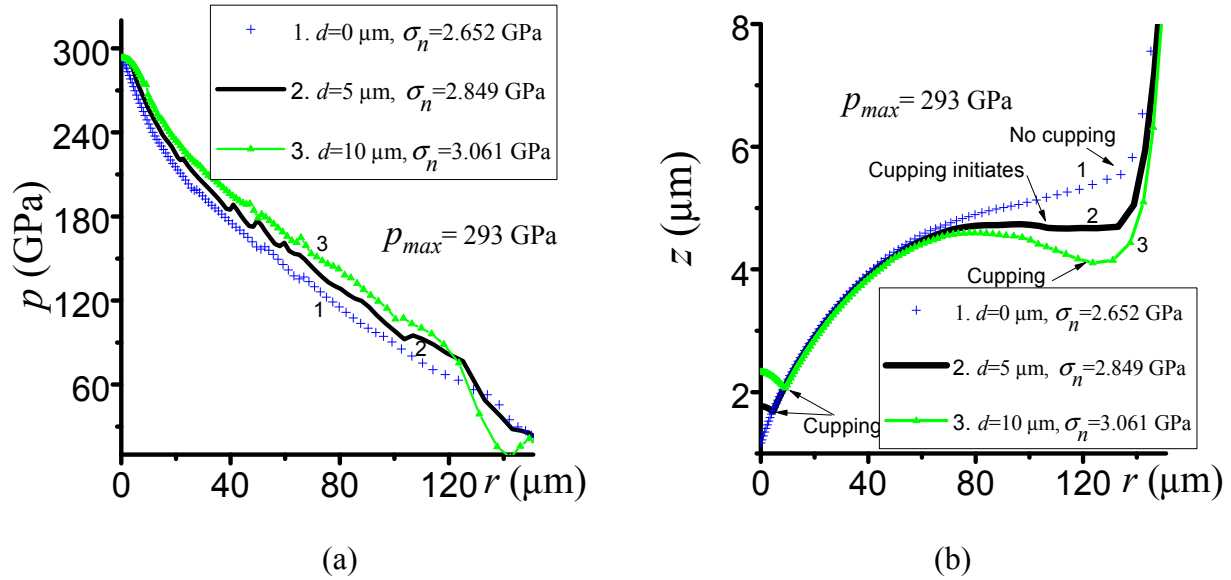 300
240
180
120
60
p (GPa)
1. d=0 μm, σn=2.652 GPa
2. d=5 μm, σn=2.849 GPa
3. d=10 μm, σn=3.061 GPa
pmax= 293 GPa
3
1
2
0 40 80 120 r (μm)
(a)
8
6
4
2
z (μm)
pmax= 293 GPa
No cupping
Cupping initiates
1
2
3
Cupping
1. d=0 μm, σn=2.652 GPa
2. d=5 μm, σn=2.849 GPa
3. d=10 μm, σn=3.061 GPa
Cupping
0 40 80 120 r (μm)
(b)